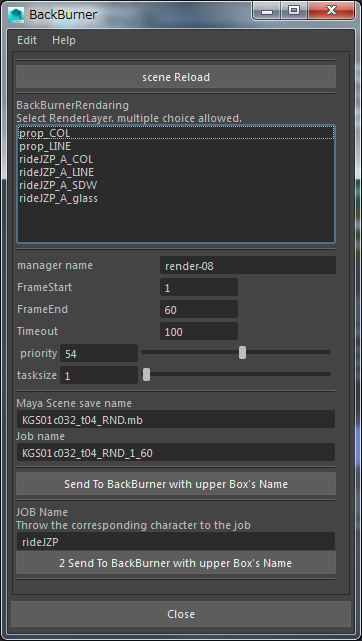 BackBurner
Edit Help
scene Reload
BackBurnerRendaring
Select RenderLayer. multiple choice allowed.
prop_COL
prop_LINE
rideJZP_A_COL
rideJZP_A_LINE
rideJZP_A_SDW
rideJZP_A_glass
manager name render-08
FrameStart 1
FrameEnd 60
Timeout 100
priority 54
tasksize 1
Maya Scene save name
KGS01c032_t04_RND.mb
Job name
KGS01c032_t04_RND_1_60
Send To BackBurner with upper Box's Name
JOB Name
Throw the corresponding character to the job
rideJZP
2 Send To BackBurner with upper Box's Name
Close